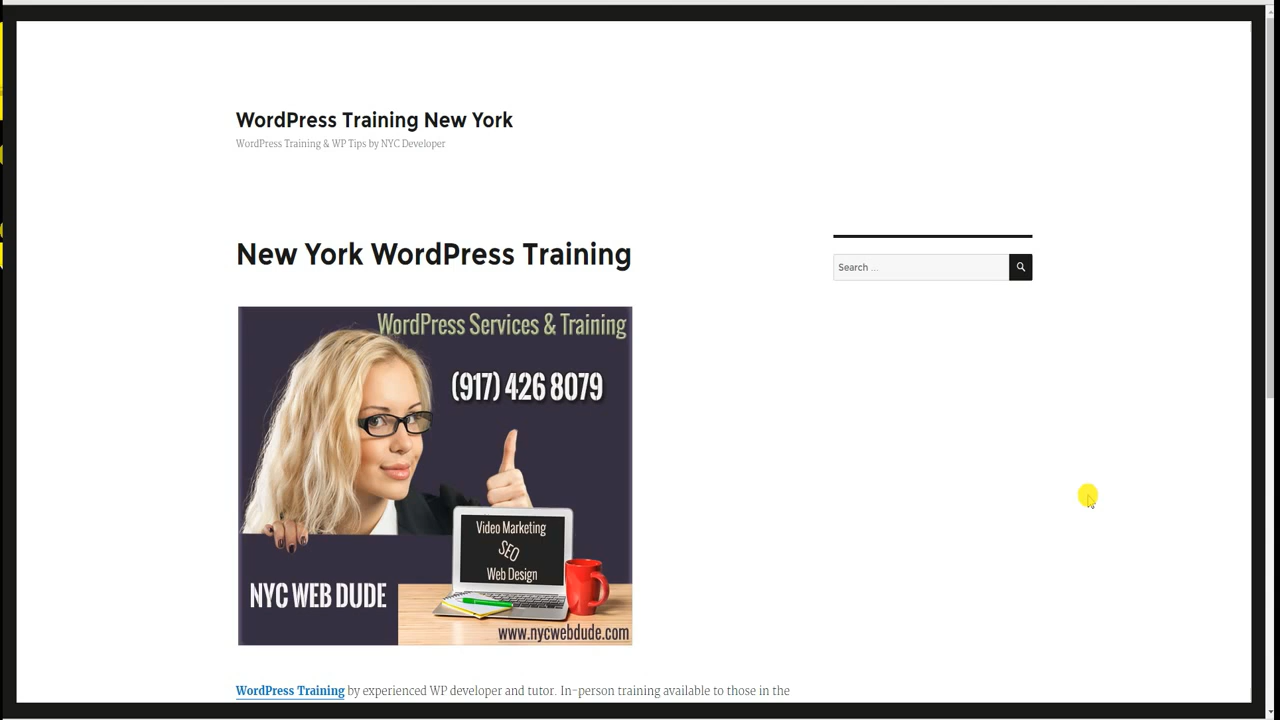 WordPress Training New York
WordPress Training & WP Tips by NYC Developer
New York WordPress Training
Search ...
WordPress Services & Training
(917) 426 8079
Video Marketing
SEO
Web Design
NYC WEB DUDE
www.nycwebdude.com
WordPress Training by experienced WP developer and tutor. In-person training available to those in the